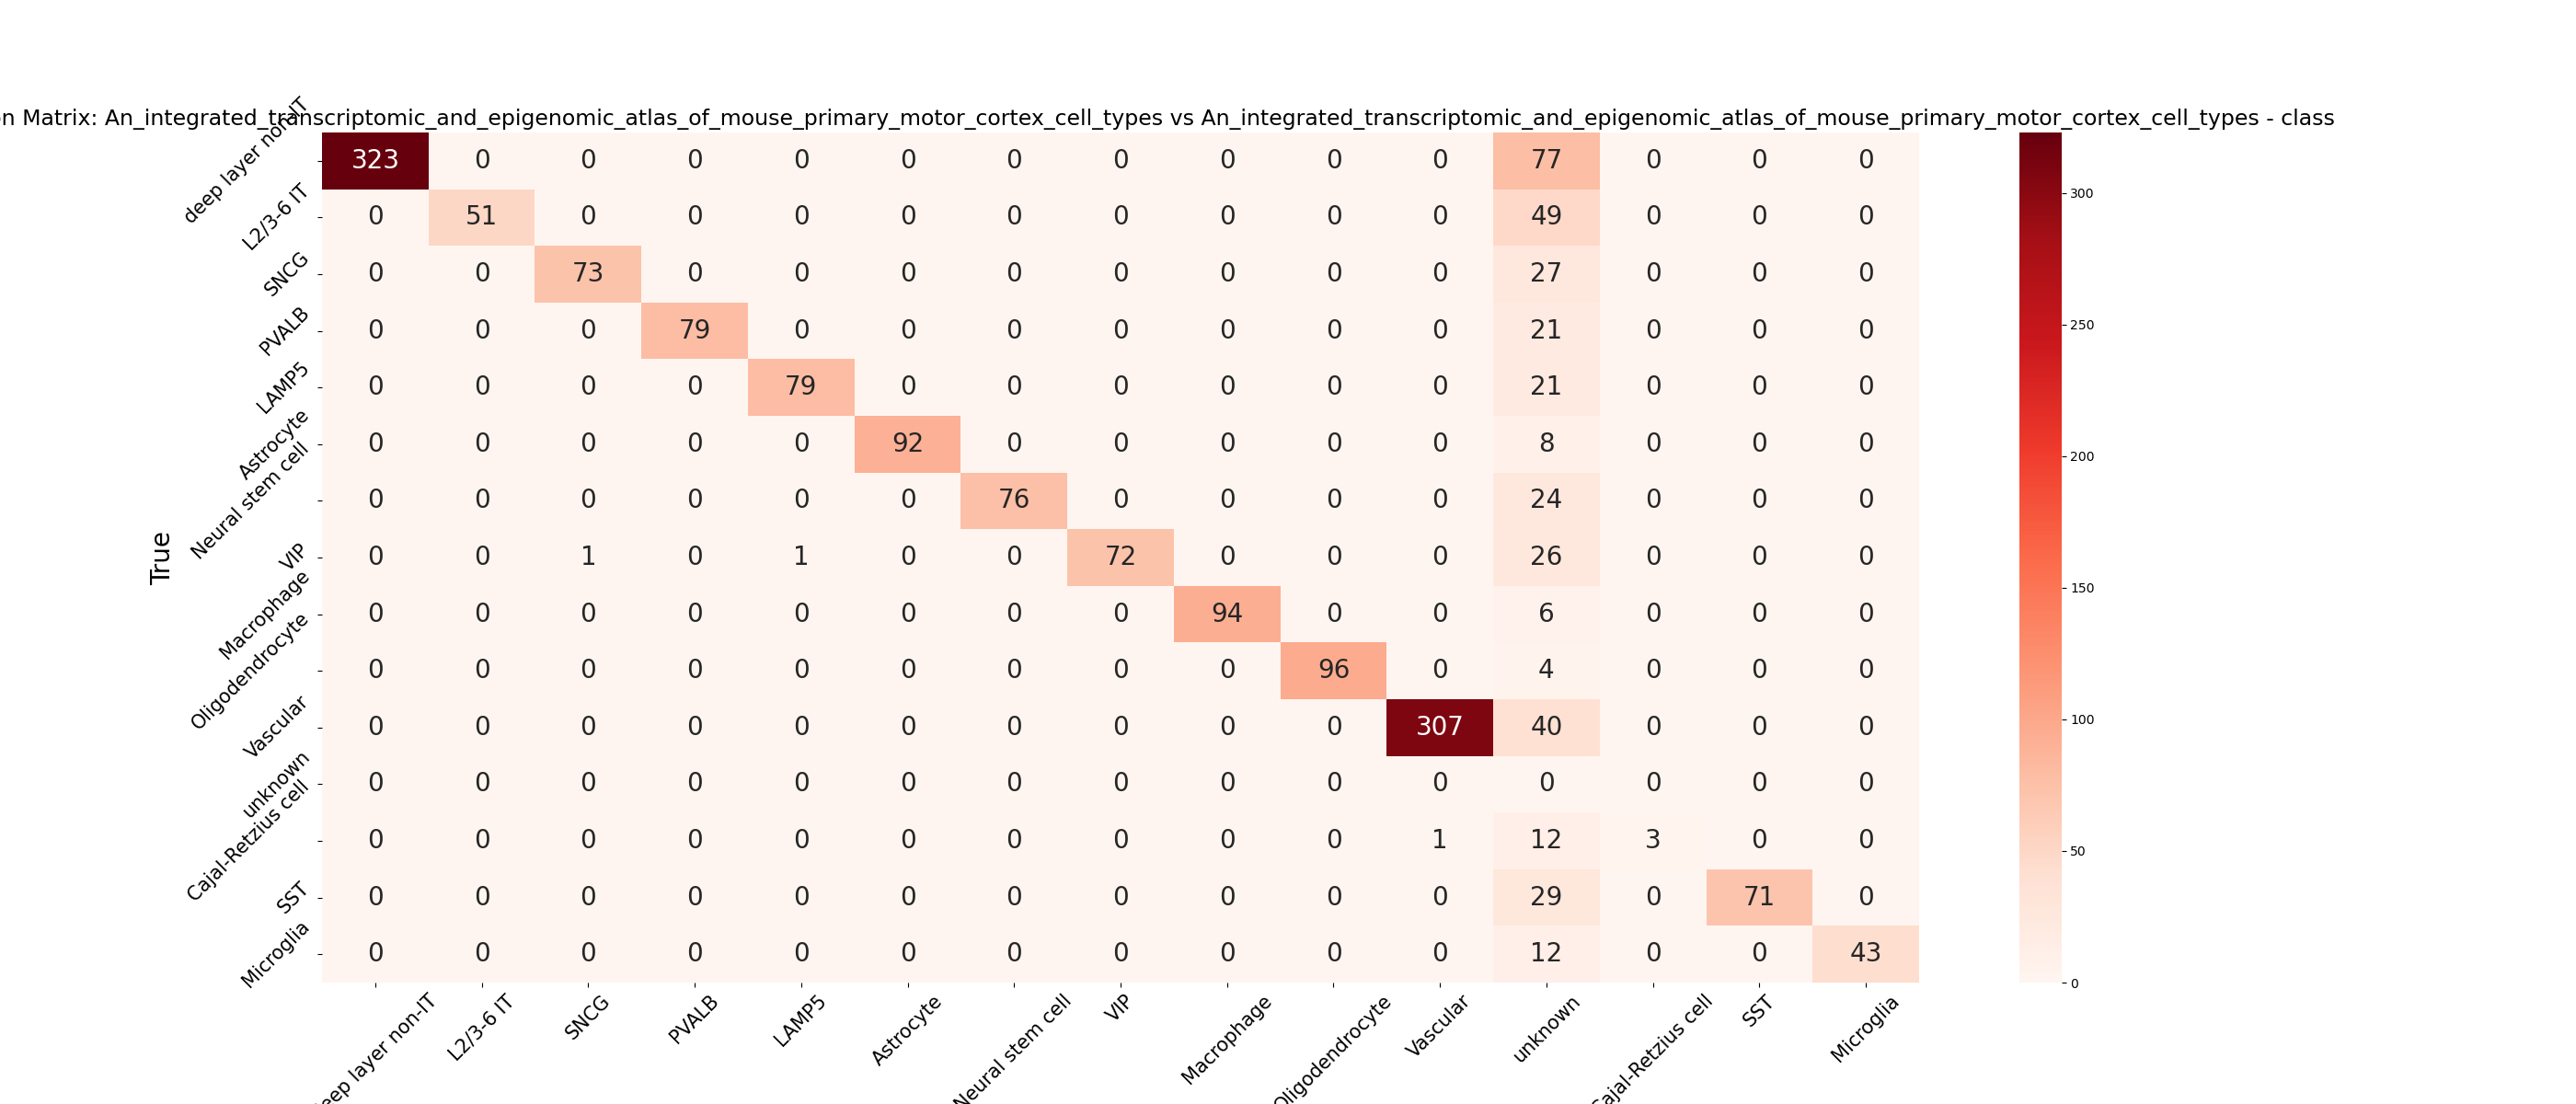 n Matrix: An_integrated_transcriptomic_and_epigenomic_atlas_of_mouse_primary_motor_cortex_cell_types vs An_integrated_transcriptomic_and_epigenomic_atlas_of_mouse_primary_motor_cortex_cell_types - class
True
deep layer non-IT 323 0 0 0 0 0 0 0 0 0 0 77 0 0 0
L2/3-6 IT 0 51 0 0 0 0 0 0 0 0 0 49 0 0 0
SNCG 0 0 73 0 0 0 0 0 0 0 0 27 0 0 0
PVALB 0 0 0 79 0 0 0 0 0 0 0 21 0 0 0
LAMP5 0 0 0 0 79 0 0 0 0 0 0 21 0 0 0
Astrocyte 0 0 0 0 0 92 0 0 0 0 0 8 0 0 0
Neural stem cell 0 0 0 0 0 0 76 0 0 0 0 24 0 0 0
VIP 0 0 1 0 1 0 0 72 0 0 0 26 0 0 0
Macrophage 0 0 0 0 0 0 0 0 94 0 0 6 0 0 0
Oligodendrocyte 0 0 0 0 0 0 0 0 0 96 0 4 0 0 0
Vascular 0 0 0 0 0 0 0 0 0 0 307 40 0 0 0
unknown 0 0 0 0 0 0 0 0 0 0 0 0 0 0 0
Cajal-Retzius cell 0 0 0 0 0 0 0 0 0 0 1 12 3 0 0
SST 0 0 0 0 0 0 0 0 0 0 0 29 0 71 0
Microglia 0 0 0 0 0 0 0 0 0 0 0 12 0 0 43
eep layer non-IT L2/3-6 IT SNCG PVALB LAMP5 Astrocyte Neural stem cell VIP Macrophage Oligodendrocyte Vascular unknown Cajal-Retzius cell SST Microglia
300
250
200
150
100
50
0